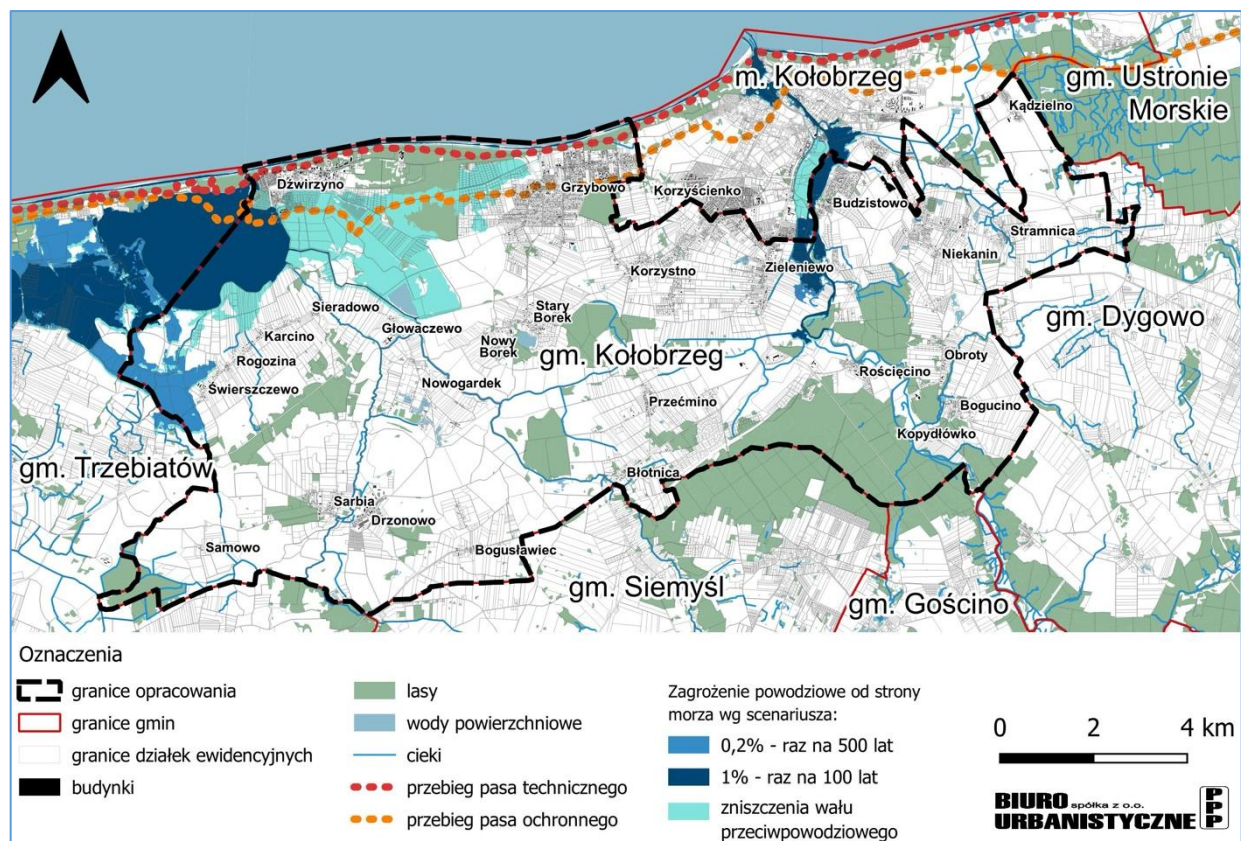 m. Kołobrzeg
gm. Ustronie
Morskie
Kądzielno
Dźwirzyno
Grzybowo
Korzyścienko
Budzistowo
Stramnica
Niekanin
Korzystno
Zieleniewo
Sieradowo
Stary
Borek
Głowaczewo
Karcino
Nowy
Borek
gm. Kołobrzeg
gm. Dygowo
Rogozina
Obroty
Rościęcino
Świerszczewo
Nowogardek
Przećmino
Bogucino
Kopydłówko
gm. Trzebiatów
Błotnica
Sarbia
Drzonowo
Samowo
Bogusławiec
gm. Siemyśl
gm. Gościno
Oznaczenia
granice opracowania
granice gmin
granice działek ewidencyjnych
budynki
lasy
wody powierzchniowe
cieki
przebieg pasa technicznego
przebieg pasa ochronnego
Zagrożenie powodziowe od strony
morza wg scenariusza:
0,2% - raz na 500 lat
1% - raz na 100 lat
zniszczenia wału
przeciwpowodziowego
0 2 4 km
BIURO spółka z o.o.
URBANISTYCZNE
P
P
P